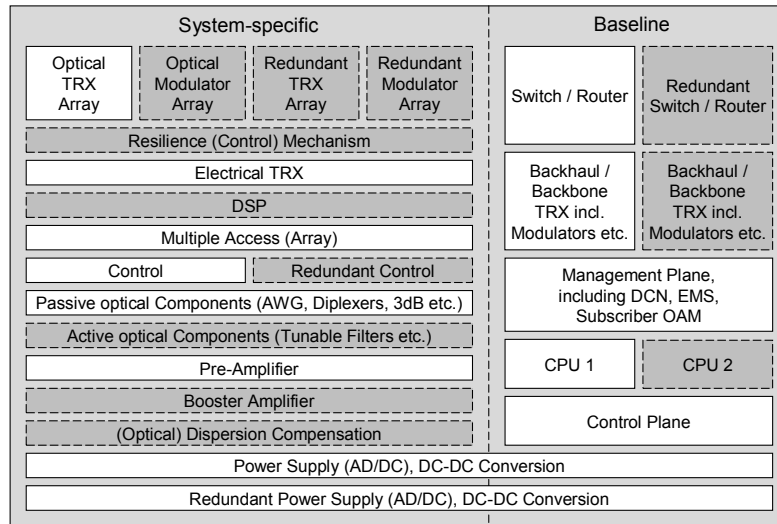 System-specific
Baseline
Optical
TRX
Array
Optical
Modulator
Array
Redundant
TRX
Array
Redundant
Modulator
Array
Switch / Router
Redundant
Switch / Router
Resilience (Control) Mechanism
Electrical TRX
DSP
Multiple Access (Array)
Backhaul /
Backbone
TRX incl.
Modulators etc.
Backhaul /
Backbone
TRX incl.
Modulators etc.
Control
Redundant Control
Management Plane,
including DCN, EMS,
Subscriber OAM
Passive optical Components (AWG, Diplexers, 3dB etc.)
Active optical Components (Tunable Filters etc.)
Pre-Amplifier
CPU 1
CPU 2
Booster Amplifier
(Optical) Dispersion Compensation
Control Plane
Power Supply (AD/DC), DC-DC Conversion
Redundant Power Supply (AD/DC), DC-DC Conversion